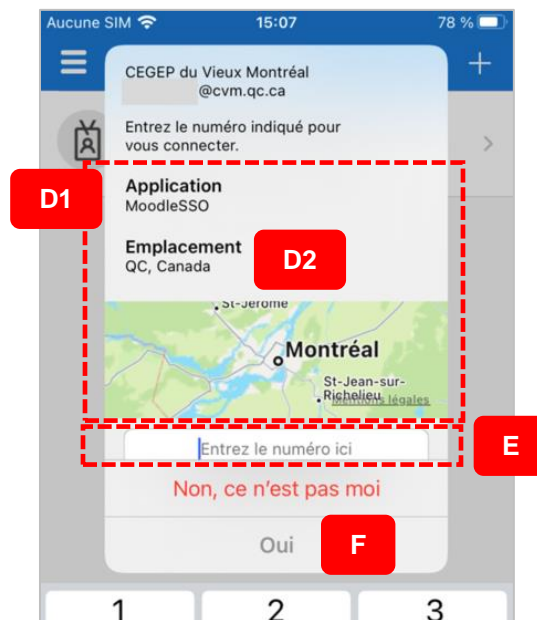 Aucune SIM 15:07 78 %
CEGEP du Vieux Montréal
@cvm.qc.ca
Entrez le numéro indiqué pour
vous connecter.
D1
Application
MoodleSSO
Emplacement
QC, Canada
D2
St-Jérôme
Montréal
St-Jean-sur-
Richelieu
Mentions légales
Entrez le numéro ici
E
Non, ce n'est pas moi
Oui
F
1 2 3